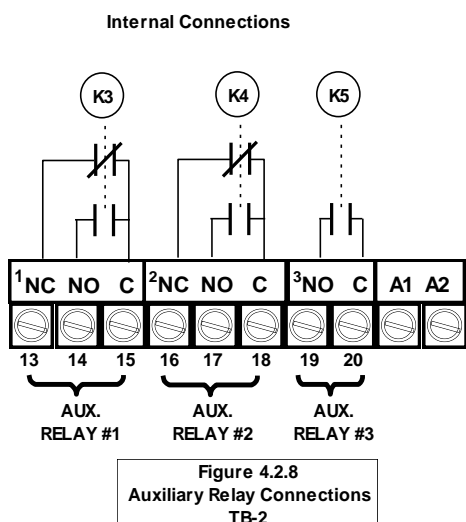 Internal Connections
K3 K4 K5
1NC NO C 2NC NO C 3NO C A1 A2
13 14 15 16 17 18 19 20
AUX. AUX. AUX.
RELAY #1 RELAY #2 RELAY #3
Figure 4.2.8
Auxiliary Relay Connections
TB-2